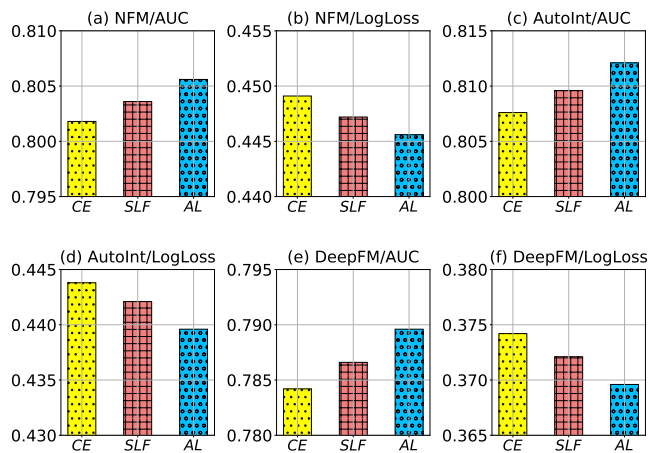 (a) NFM/AUC
0.810
0.805
0.800
0.795
CE SLF AL
(b) NFM/LogLoss
0.455
0.450
0.445
0.440
CE SLF AL
(c) AutoInt/AUC
0.815
0.810
0.805
0.800
CE SLF AL
(d) AutoInt/LogLoss
0.445
0.440
0.435
0.430
CE SLF AL
(e) DeepFM/AUC
0.795
0.790
0.785
0.780
CE SLF AL
(f) DeepFM/LogLoss
0.380
0.375
0.370
0.365
CE SLF AL